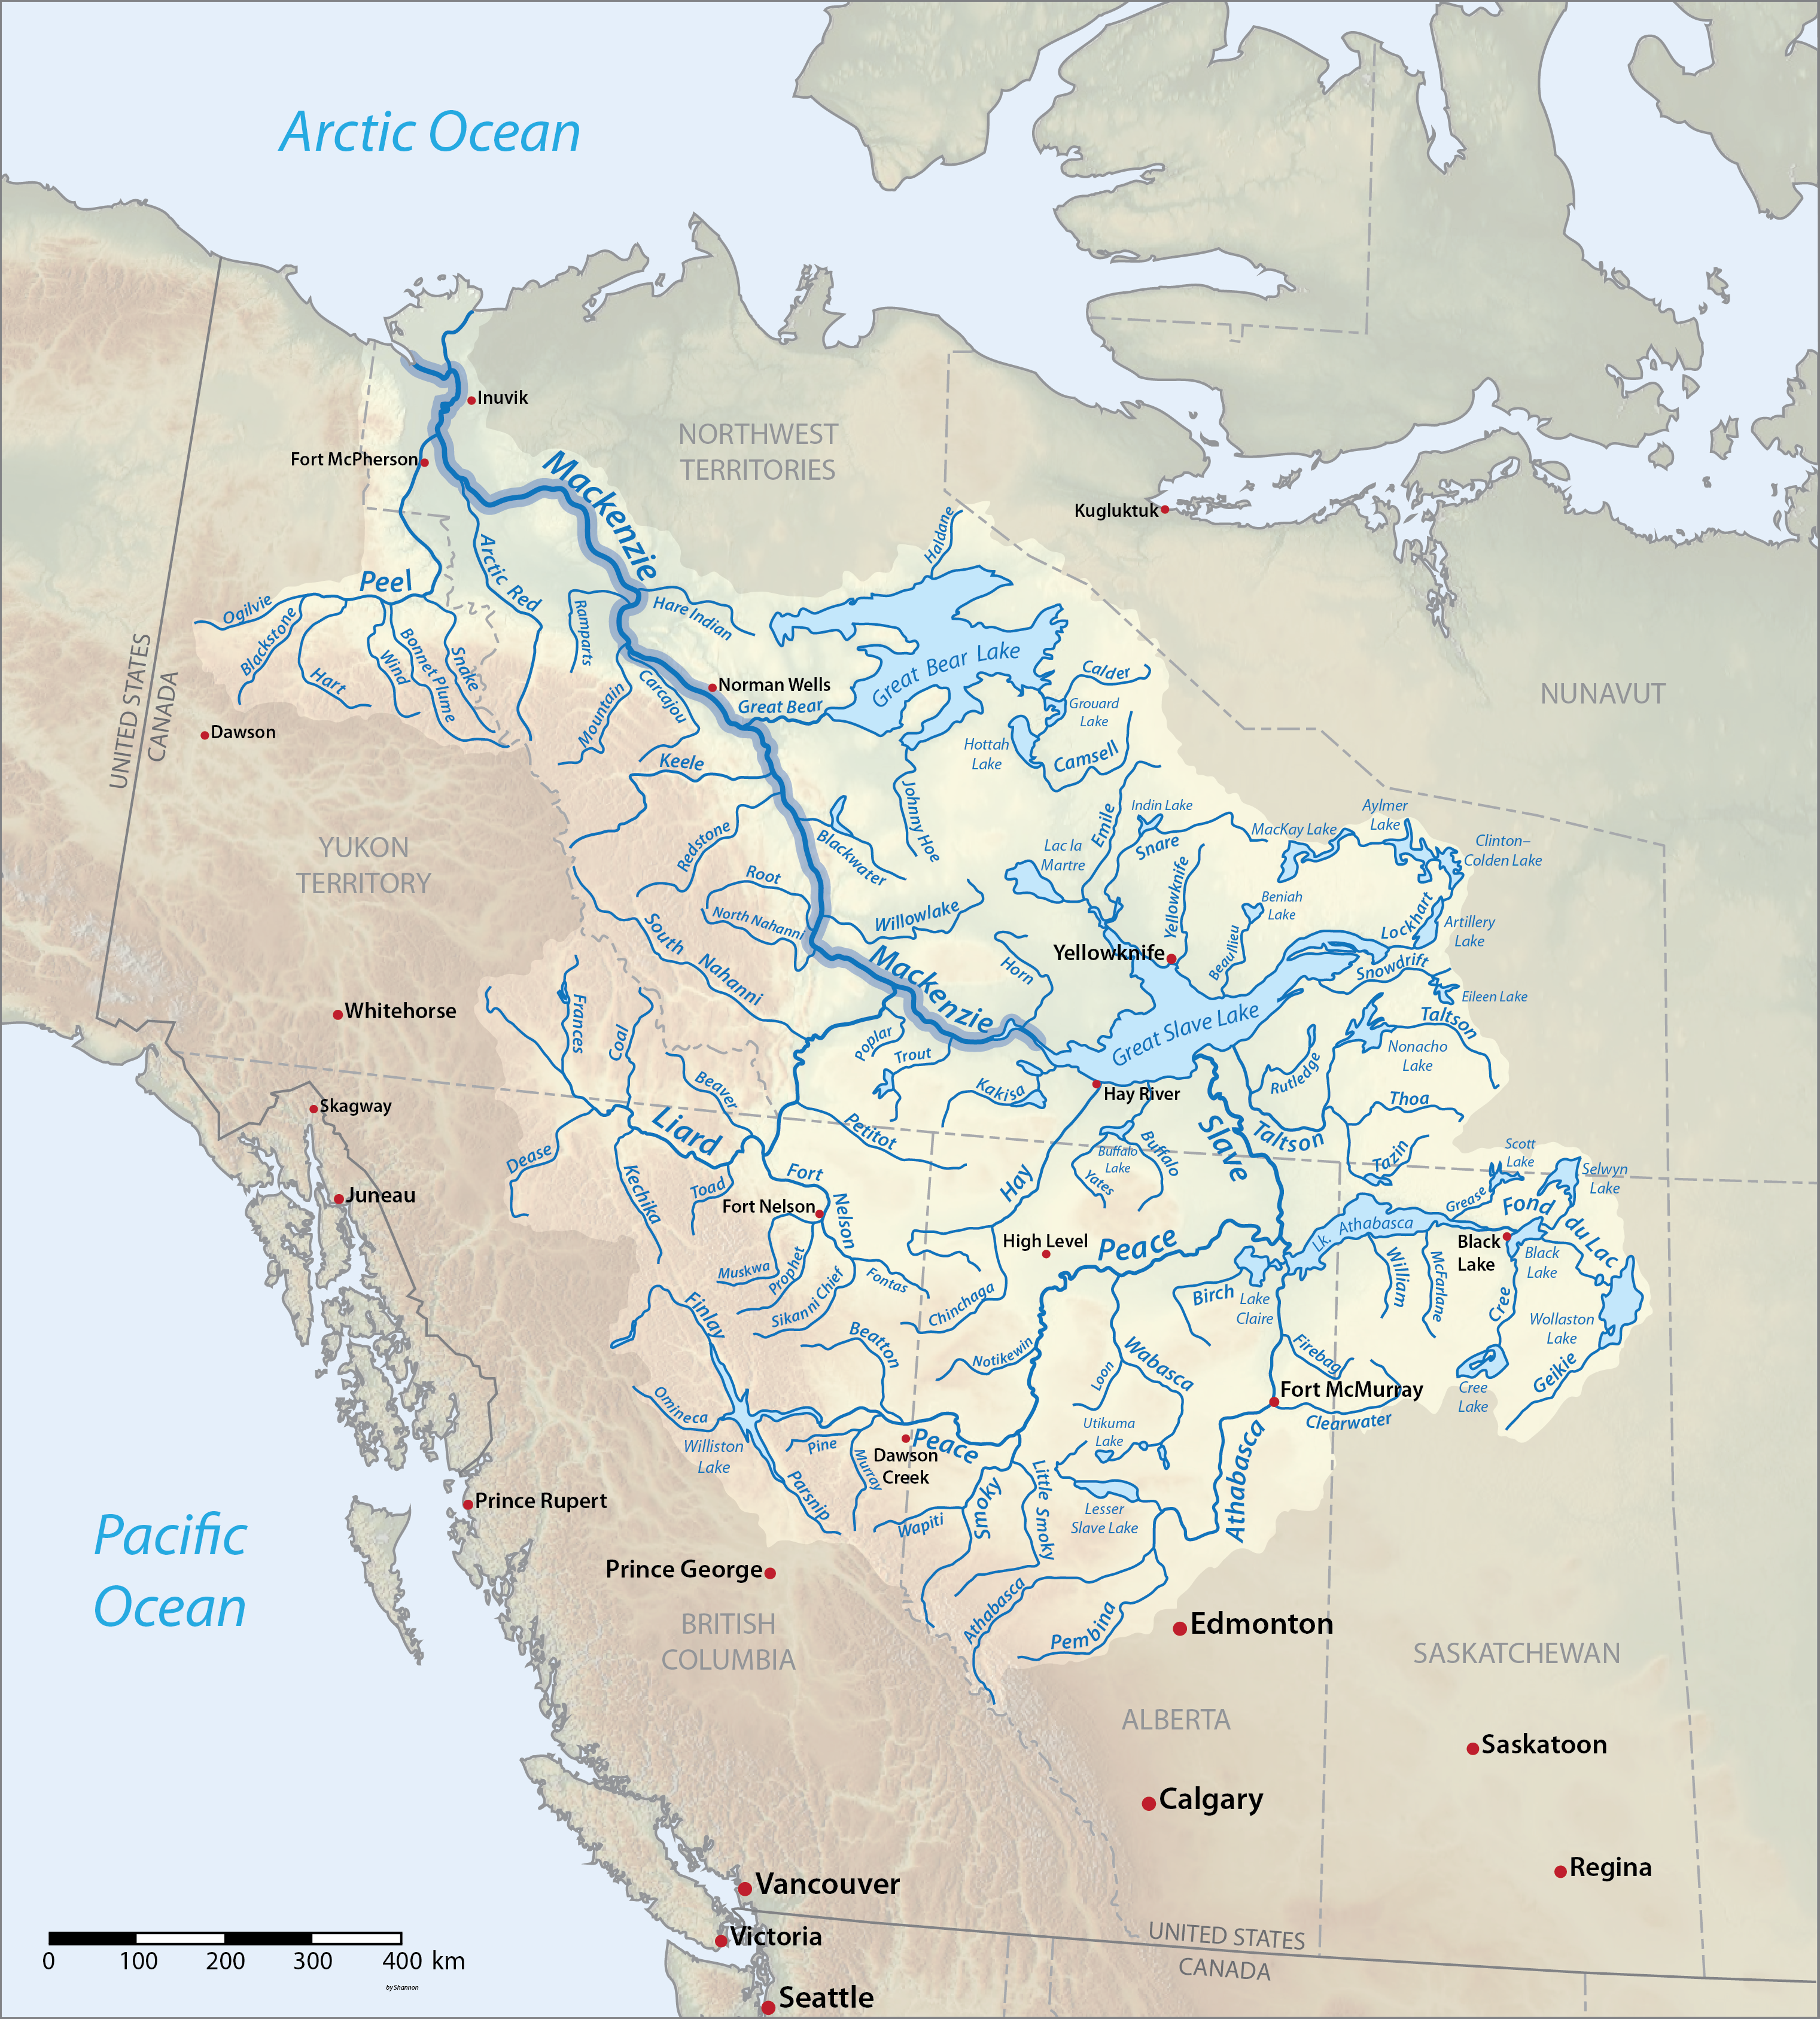 Arctic Ocean
Inuvik
Fort McPherson
Mackenzie
NORTHWEST
TERRITORIES
Kugluktuk
Haldane
Peel
Arctic Red
Ogilvie
Blackstone
Hart
Wind
Bonnet Plume
Snake
Ramparts
Hare Indian
Mountain
Carcajou
Norman Wells
Great Bear
Great Bear Lake
Calder
Grouard
Lake
Hottah
Lake
Camsell
NUNAVUT
UNITED STATES
CANADA
Dawson
Keele
Johnny Hoe
YUKON
TERRITORY
Redstone
Blackwater
Root
North Nahanni
Willowlake
Lac la
Martre
Emile
Indin Lake
Snare
MacKay Lake
Aylmer
Lake
Clinton–
Colden Lake
Yellowknife
Beniah
Lake
Beaulieu
Lockhart
Artillery
Lake
Yellowknife
Snowdrift
Eileen Lake
South Nahanni
Mackenzie
Horn
Great Slave Lake
Taltson
Nonacho
Lake
Whitehorse
Frances
Coal
Beaver
Poplar
Trout
Kakisa
Hay River
Rutledge
Thoa
Skagway
Liard
Petitot
Slave
Taltson
Tazin
Dease
Kechika
Toad
Fort Nelson
Fort Nelson
Hay
Buffalo
Lake
Buffalo
Yates
Scott
Lake
Selwyn
Lake
Grease
Fond du Lac
Juneau
High Level
Peace
Lk. Athabasca
Black
Lake
Black
Lake
Muskwa
Prophet
Sikanni Chief
Fontas
Chinchaga
Birch
Lake
Claire
William
McFarlane
Cree
Wollaston
Lake
Finlay
Beatton
Notikewin
Loon
Wabasca
Firebag
Fort McMurray
Clearwater
Cree
Lake
Geikie
Omineca
Williston
Lake
Pine
Murray
Dawson
Creek
Peace
Utikuma
Lake
Parsnip
Wapiti
Smoky
Little Smoky
Lesser
Slave Lake
Athabasca
Prince Rupert
Pacific
Ocean
Prince George
Athabasca
Pembina
Edmonton
BRITISH
COLUMBIA
SASKATCHEWAN
ALBERTA
Saskatoon
Calgary
Regina
Vancouver
Victoria
UNITED STATES
CANADA
Seattle
0 100 200 300 400 km
by Shannon